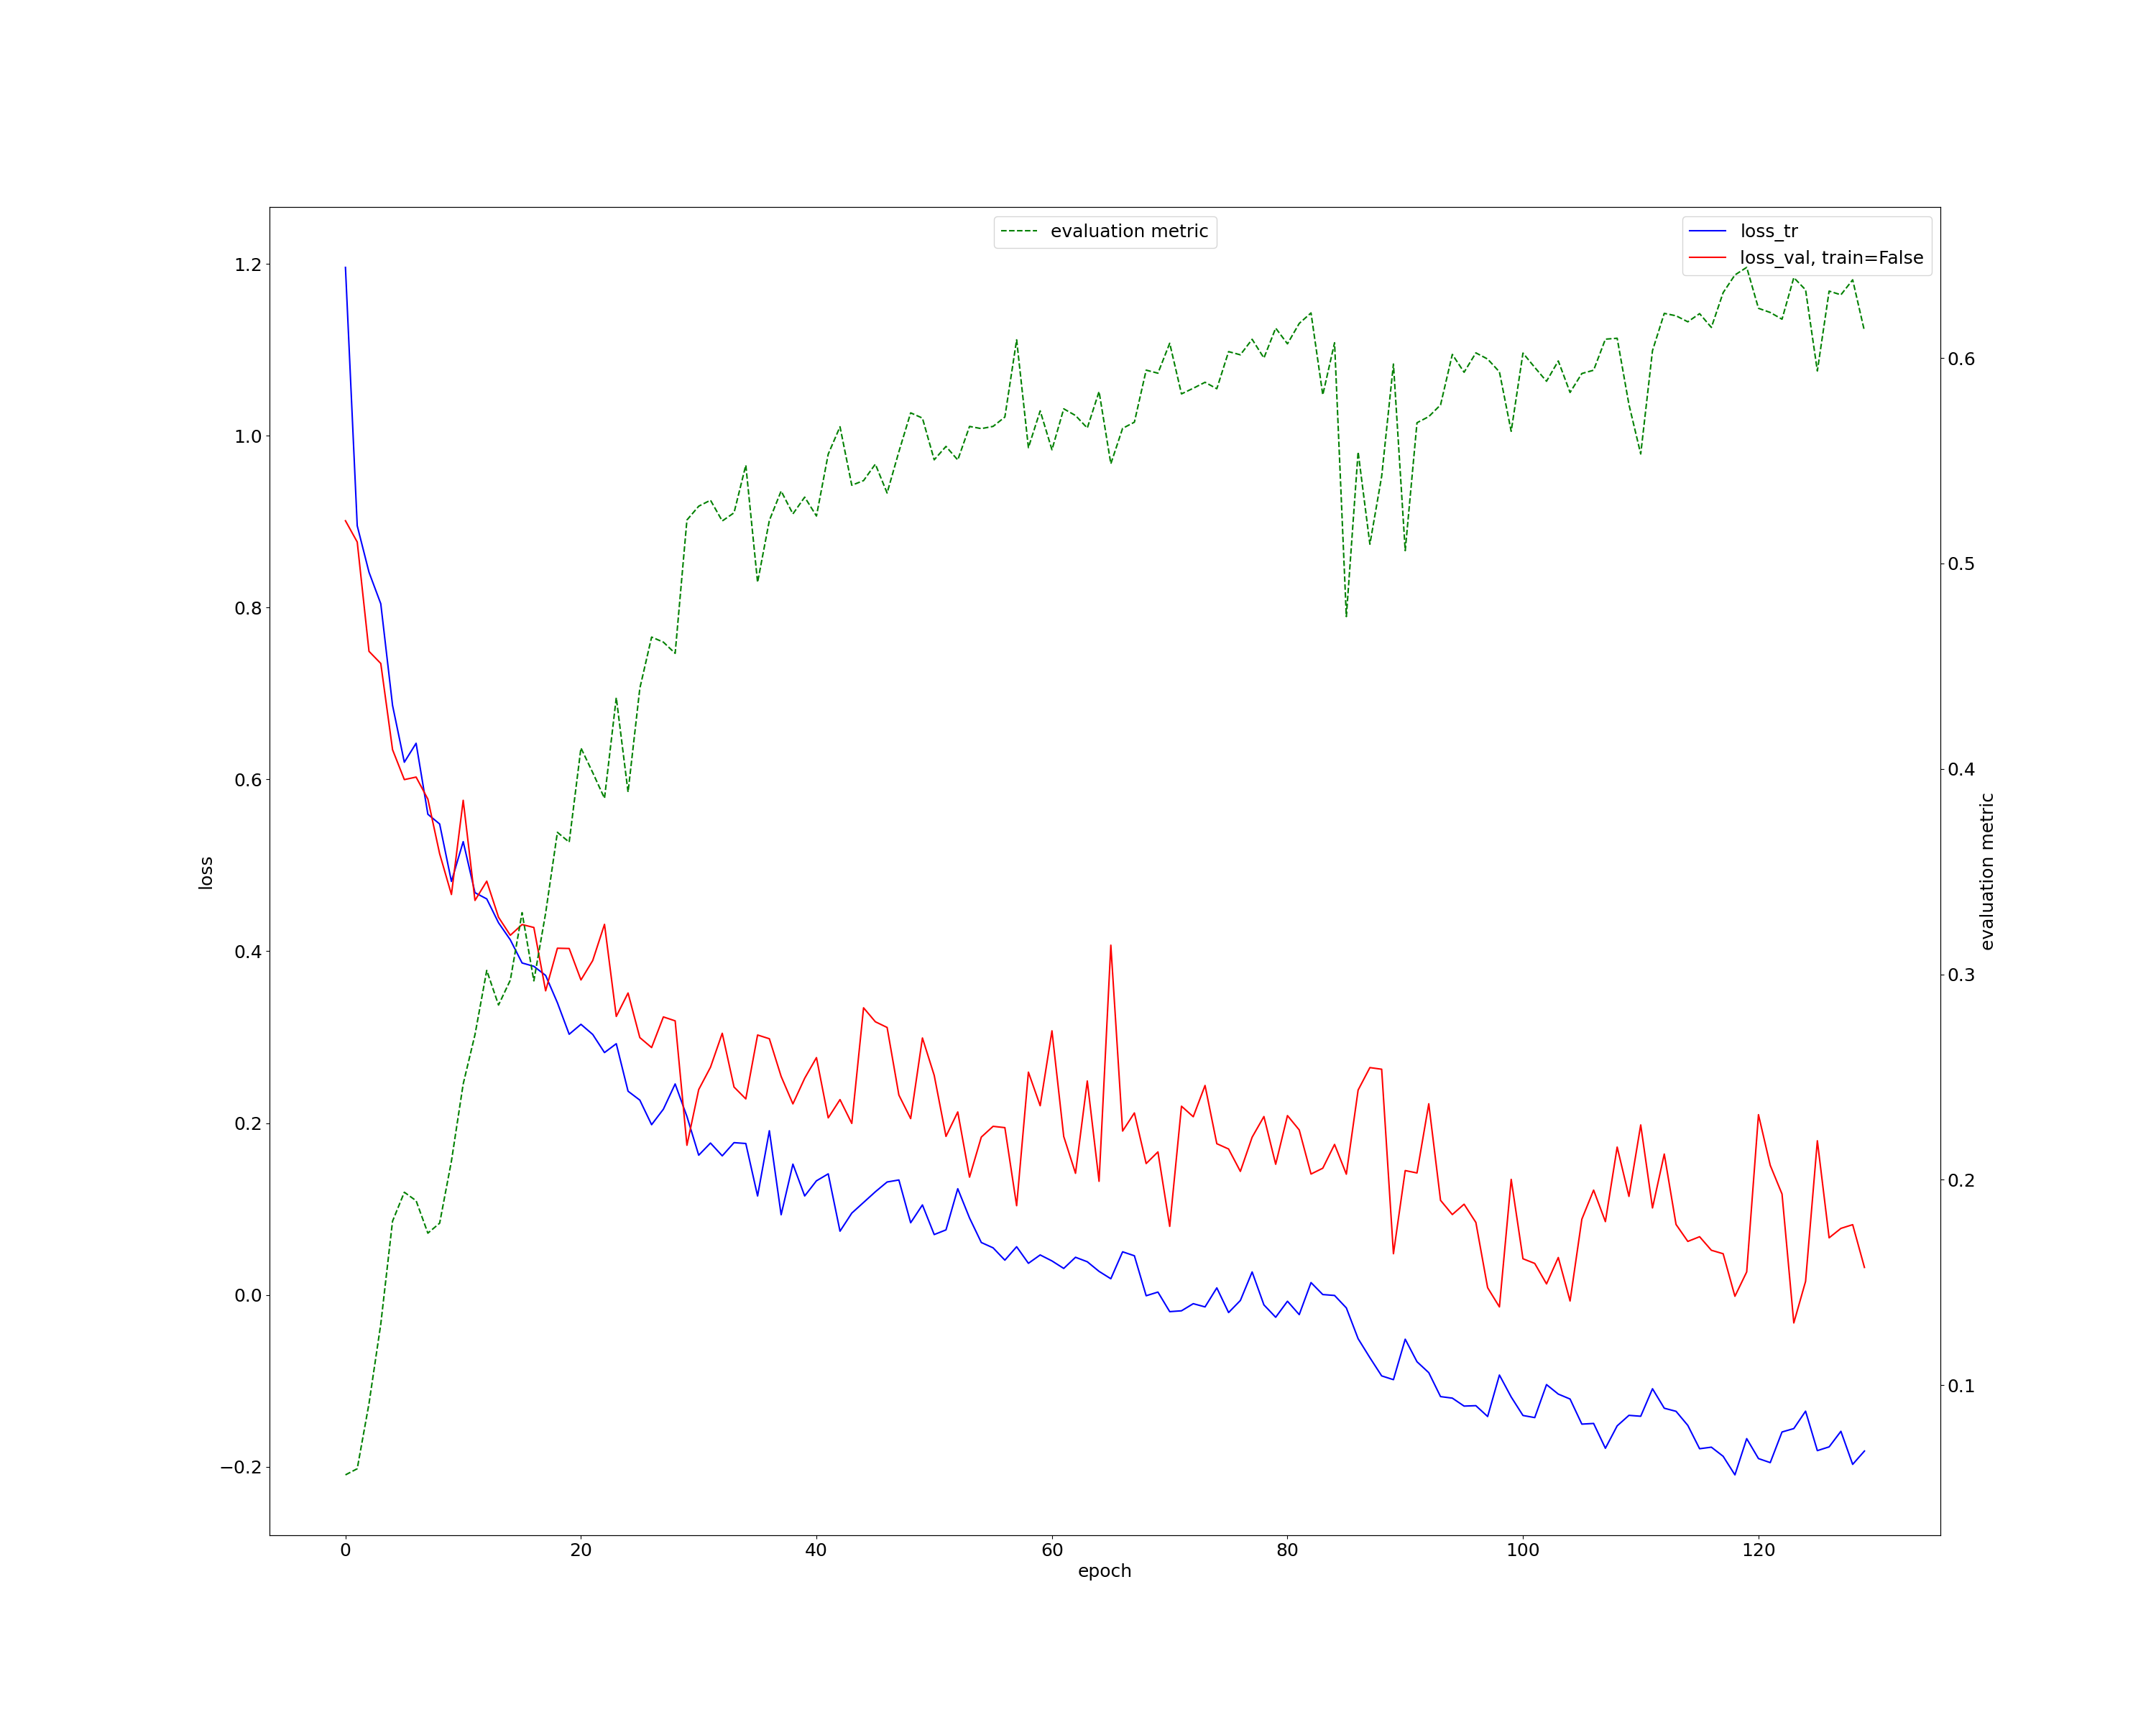 evaluation metric
loss_tr
loss_val, train=False
1.2
1.0
0.8
0.6
0.4
0.2
0.0
−0.2
loss
0.6
0.5
0.4
0.3
0.2
0.1
evaluation metric
0 20 40 60 80 100 120
epoch